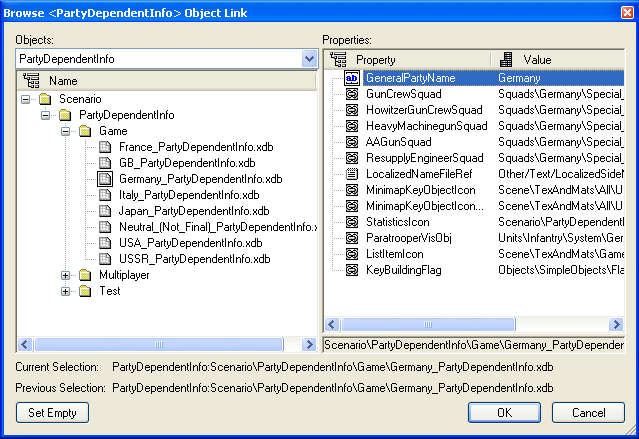 Browse <PartyDependentInfo> Object Link
Objects:
PartyDependentInfo
Name
Scenario
PartyDependentInfo
Game
France_PartyDependentInfo.xdb
GB_PartyDependentInfo.xdb
Germany_PartyDependentInfo.xdb
Italy_PartyDependentInfo.xdb
Japan_PartyDependentInfo.xdb
Neutral_(Not_Final)_PartyDependentInfo.xdb
USA_PartyDependentInfo.xdb
USSR_PartyDependentInfo.xdb
Multiplayer
Test
Properties:
Property Value
ab GeneralPartyName Germany
GunCrewSquad Squads\Germany\Special_
HowitzerGunCrewSquad Squads\Germany\Special_
HeavyMachinegunSquad Squads\Germany\Special_
AAGunSquad Squads\Germany\Special_
ResupplyEngineerSquad Squads\Germany\Special_
LocalizedNameFileRef Other/Text/LocalizedSideN
MinimapKeyObjectIcon Scene\TexAndMats\All\U
MinimapKeyObjectIcon... Scene\TexAndMats\All\U
StatisticsIcon Scenario\PartyDependentI
ParatrooperVisObj Units\Infantry\System\Ger
ListItemIcon Scene\TexAndMats\Game
KeyBuildingFlag Objects\SimpleObjects\Fla
Scenario\PartyDependentInfo\Game\Germany_PartyDependen
Current Selection: PartyDependentInfo:Scenario\PartyDependentInfo\Game\Germany_PartyDependentInfo.xdb
Previous Selection: PartyDependentInfo:Scenario\PartyDependentInfo\Game\Germany_PartyDependentInfo.xdb
Set Empty OK Cancel